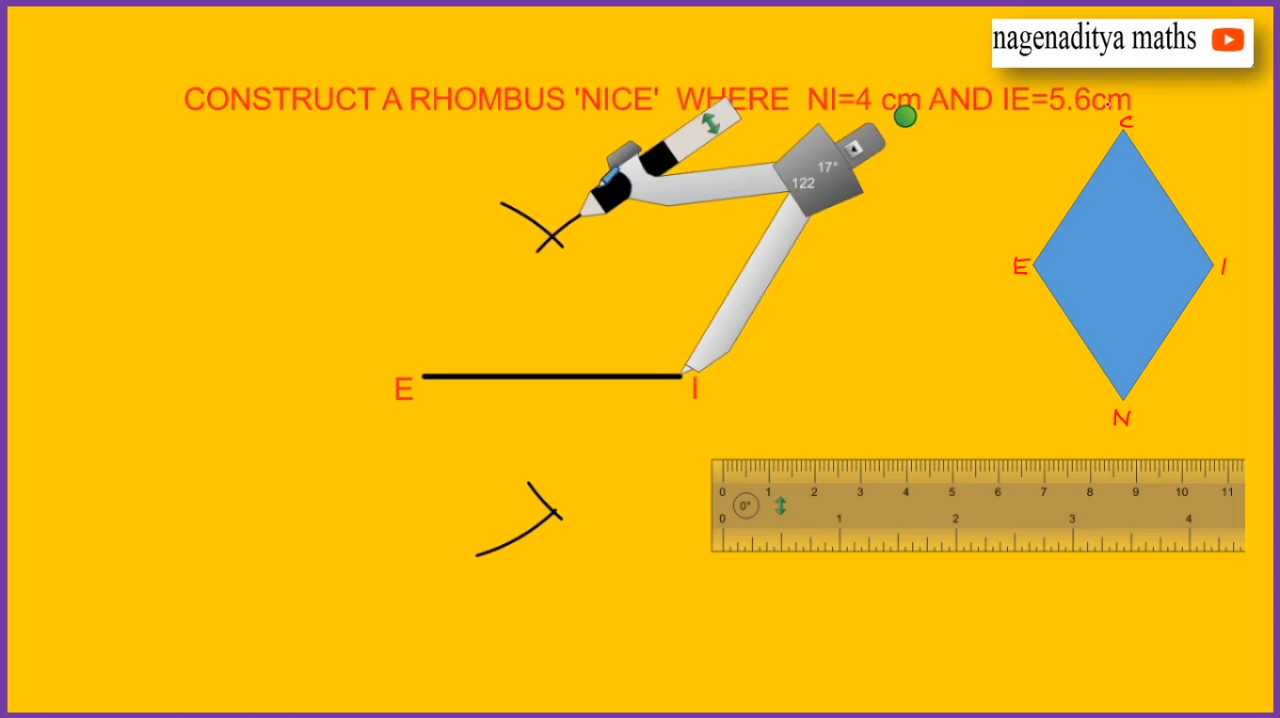 nagenaditya maths
CONSTRUCT A RHOMBUS 'NICE' WHERE NI=4 cm AND IE=5.6cm
C
17°
122
E I
E I
N
0 1 2 3 4 5 6 7 8 9 10 11
0°
0 1 2 3 4